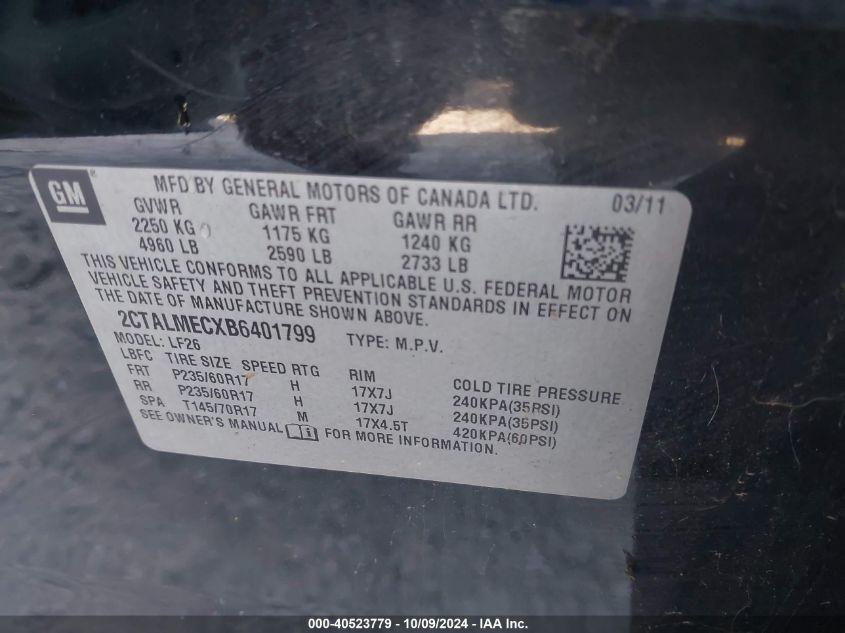 GM® MFD BY GENERAL MOTORS OF CANADA LTD. 03/11
GVWR GAWR FRT GAWR RR
2250 KG 1175 KG 1240 KG
4960 LB 2590 LB 2733 LB
THIS VEHICLE CONFORMS TO ALL APPLICABLE U.S. FEDERAL MOTOR
VEHICLE SAFETY AND THEFT PREVENTION STANDARDS IN EFFECT ON
THE DATE OF MANUFACTURE SHOWN ABOVE.
2CTALMECXB6401799 TYPE: M.P.V.
MODEL: LF26
LBFC TIRE SIZE SPEED RTG RIM COLD TIRE PRESSURE
FRT P235/60R17 H 17X7J 240KPA(35PSI)
RR P235/60R17 H 17X7J 240KPA(35PSI)
SPA T145/70R17 M 17X4.5T 420KPA(60PSI)
SEE OWNER'S MANUAL FOR MORE INFORMATION.
000-40523779 - 10/09/2024 - IAA Inc.